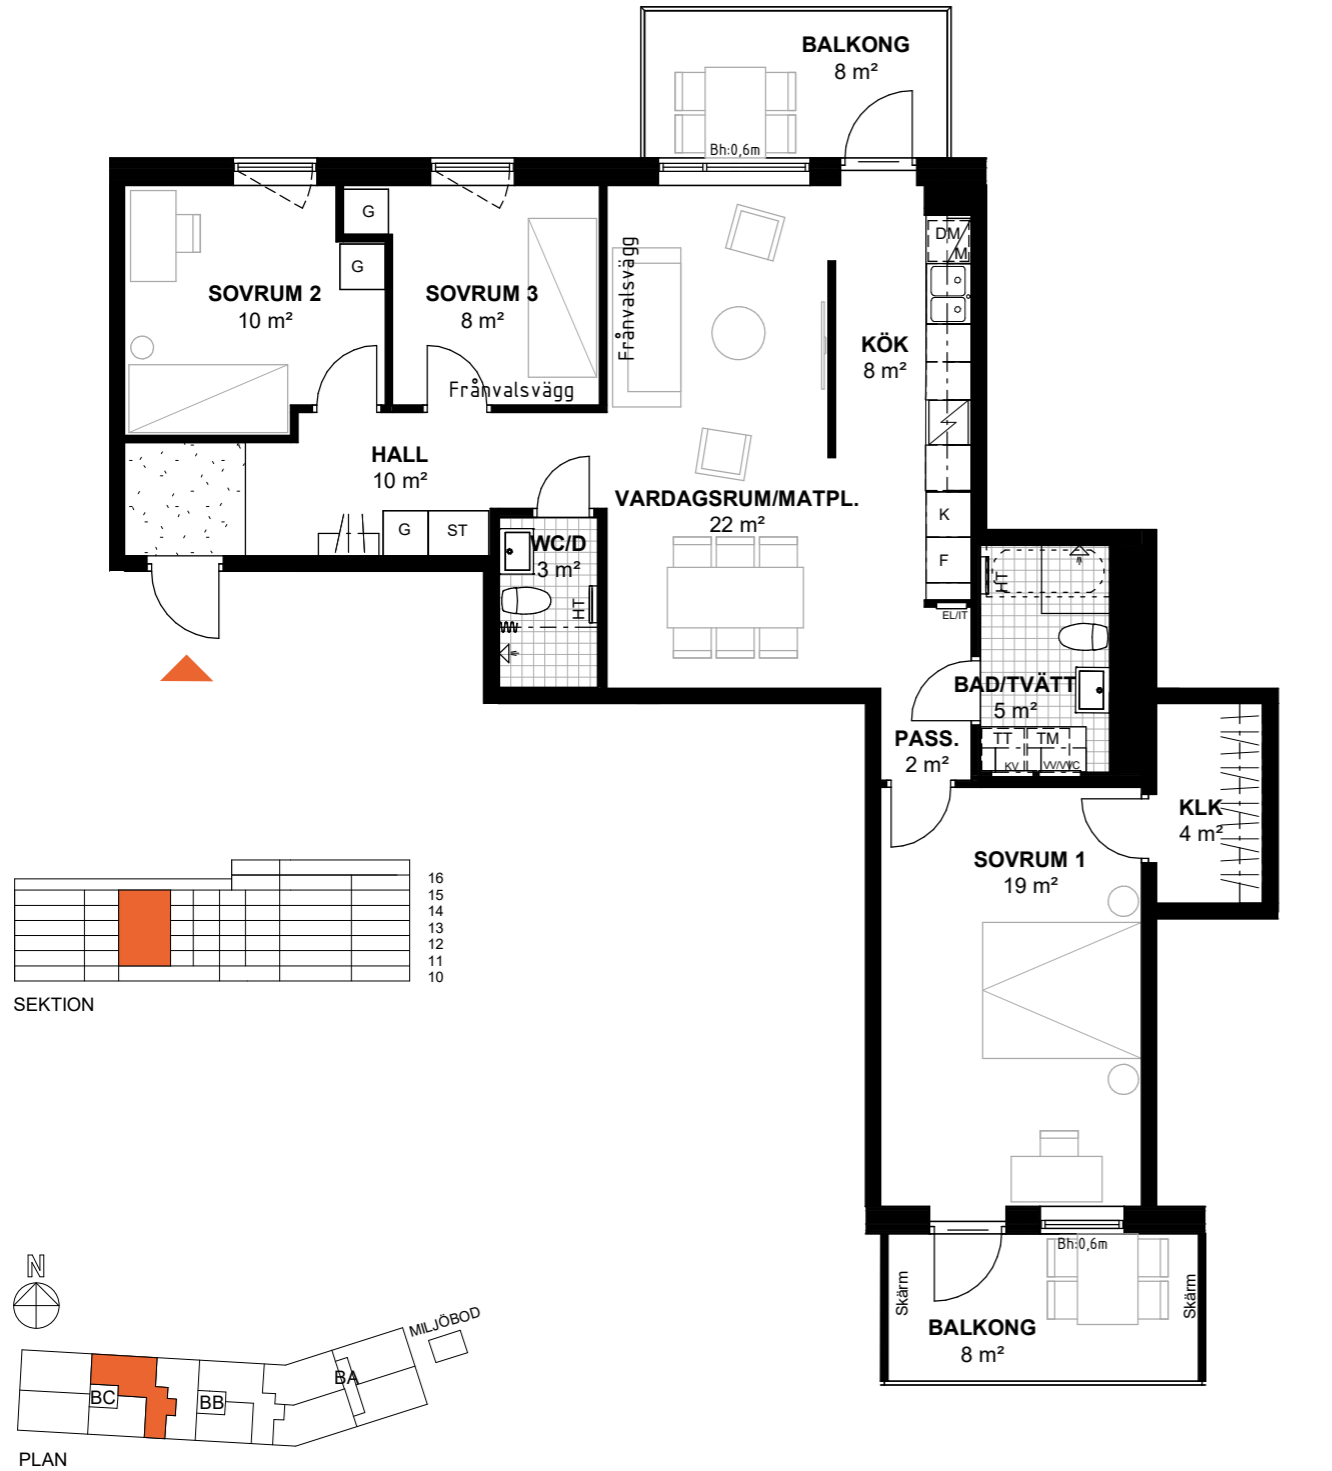 BALKONG
8 m²
Bh:0,6m
G
G
SOVRUM 2
10 m²
SOVRUM 3
8 m²
Frånvalsvägg
Frånvalsvägg
DM
M
KÖK
8 m²
HALL
10 m²
VARDAGSRUM/MATPL.
22 m²
K
F
EL/IT
G
ST
WC/D
3 m²
HT
HT
BAD/TVÄTT
5 m²
TT
TM
KV
VV/VVC
PASS.
2 m²
KLK
4 m²
SOVRUM 1
19 m²
16
15
14
13
12
11
10
SEKTION
Bh:0,6m
Skärm
Skärm
BALKONG
8 m²
N
MILJÖBOD
BA
BB
BC
PLAN